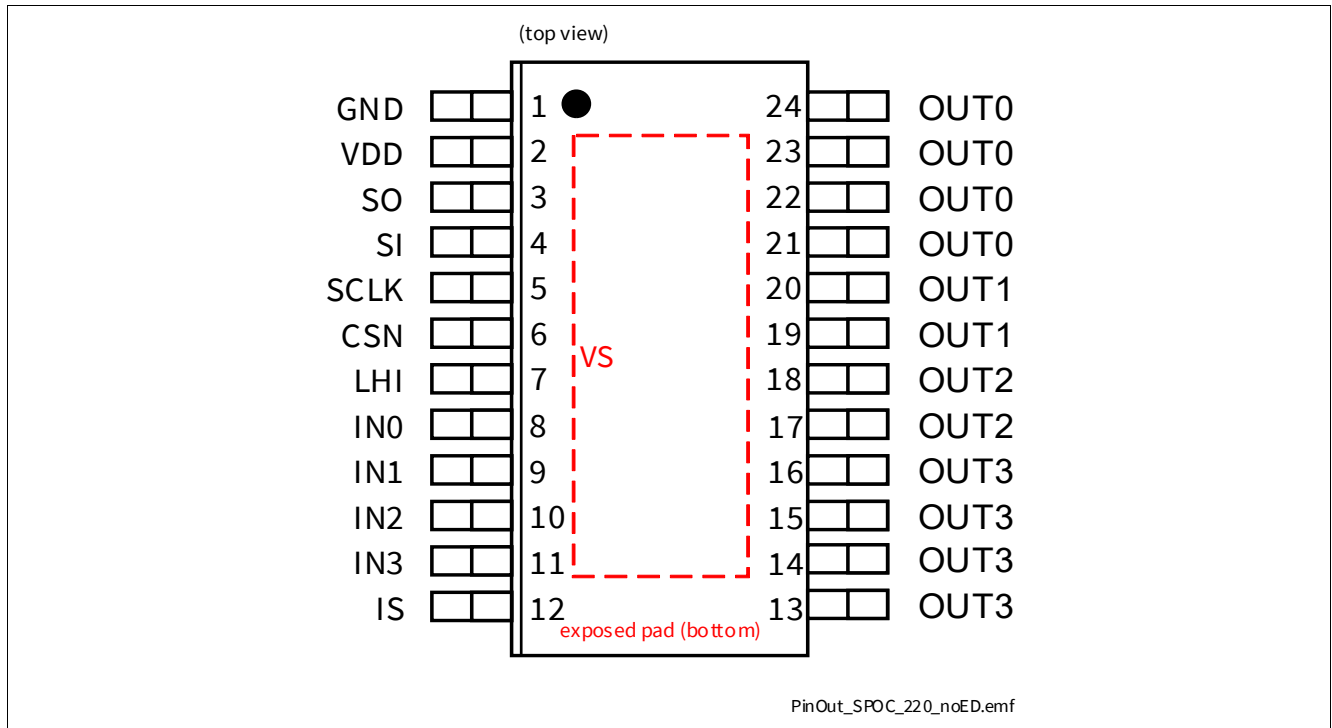 (top view)
GND 1 24 OUT0
VDD 2 23 OUT0
SO 3 22 OUT0
SI 4 21 OUT0
SCLK 5 20 OUT1
CSN 6 19 OUT1
VS
LHI 7 18 OUT2
IN0 8 17 OUT2
IN1 9 16 OUT3
IN2 10 15 OUT3
IN3 11 14 OUT3
IS 12 13 OUT3
exposed pad (bottom)
PinOut_SPOC_220_noED.emf